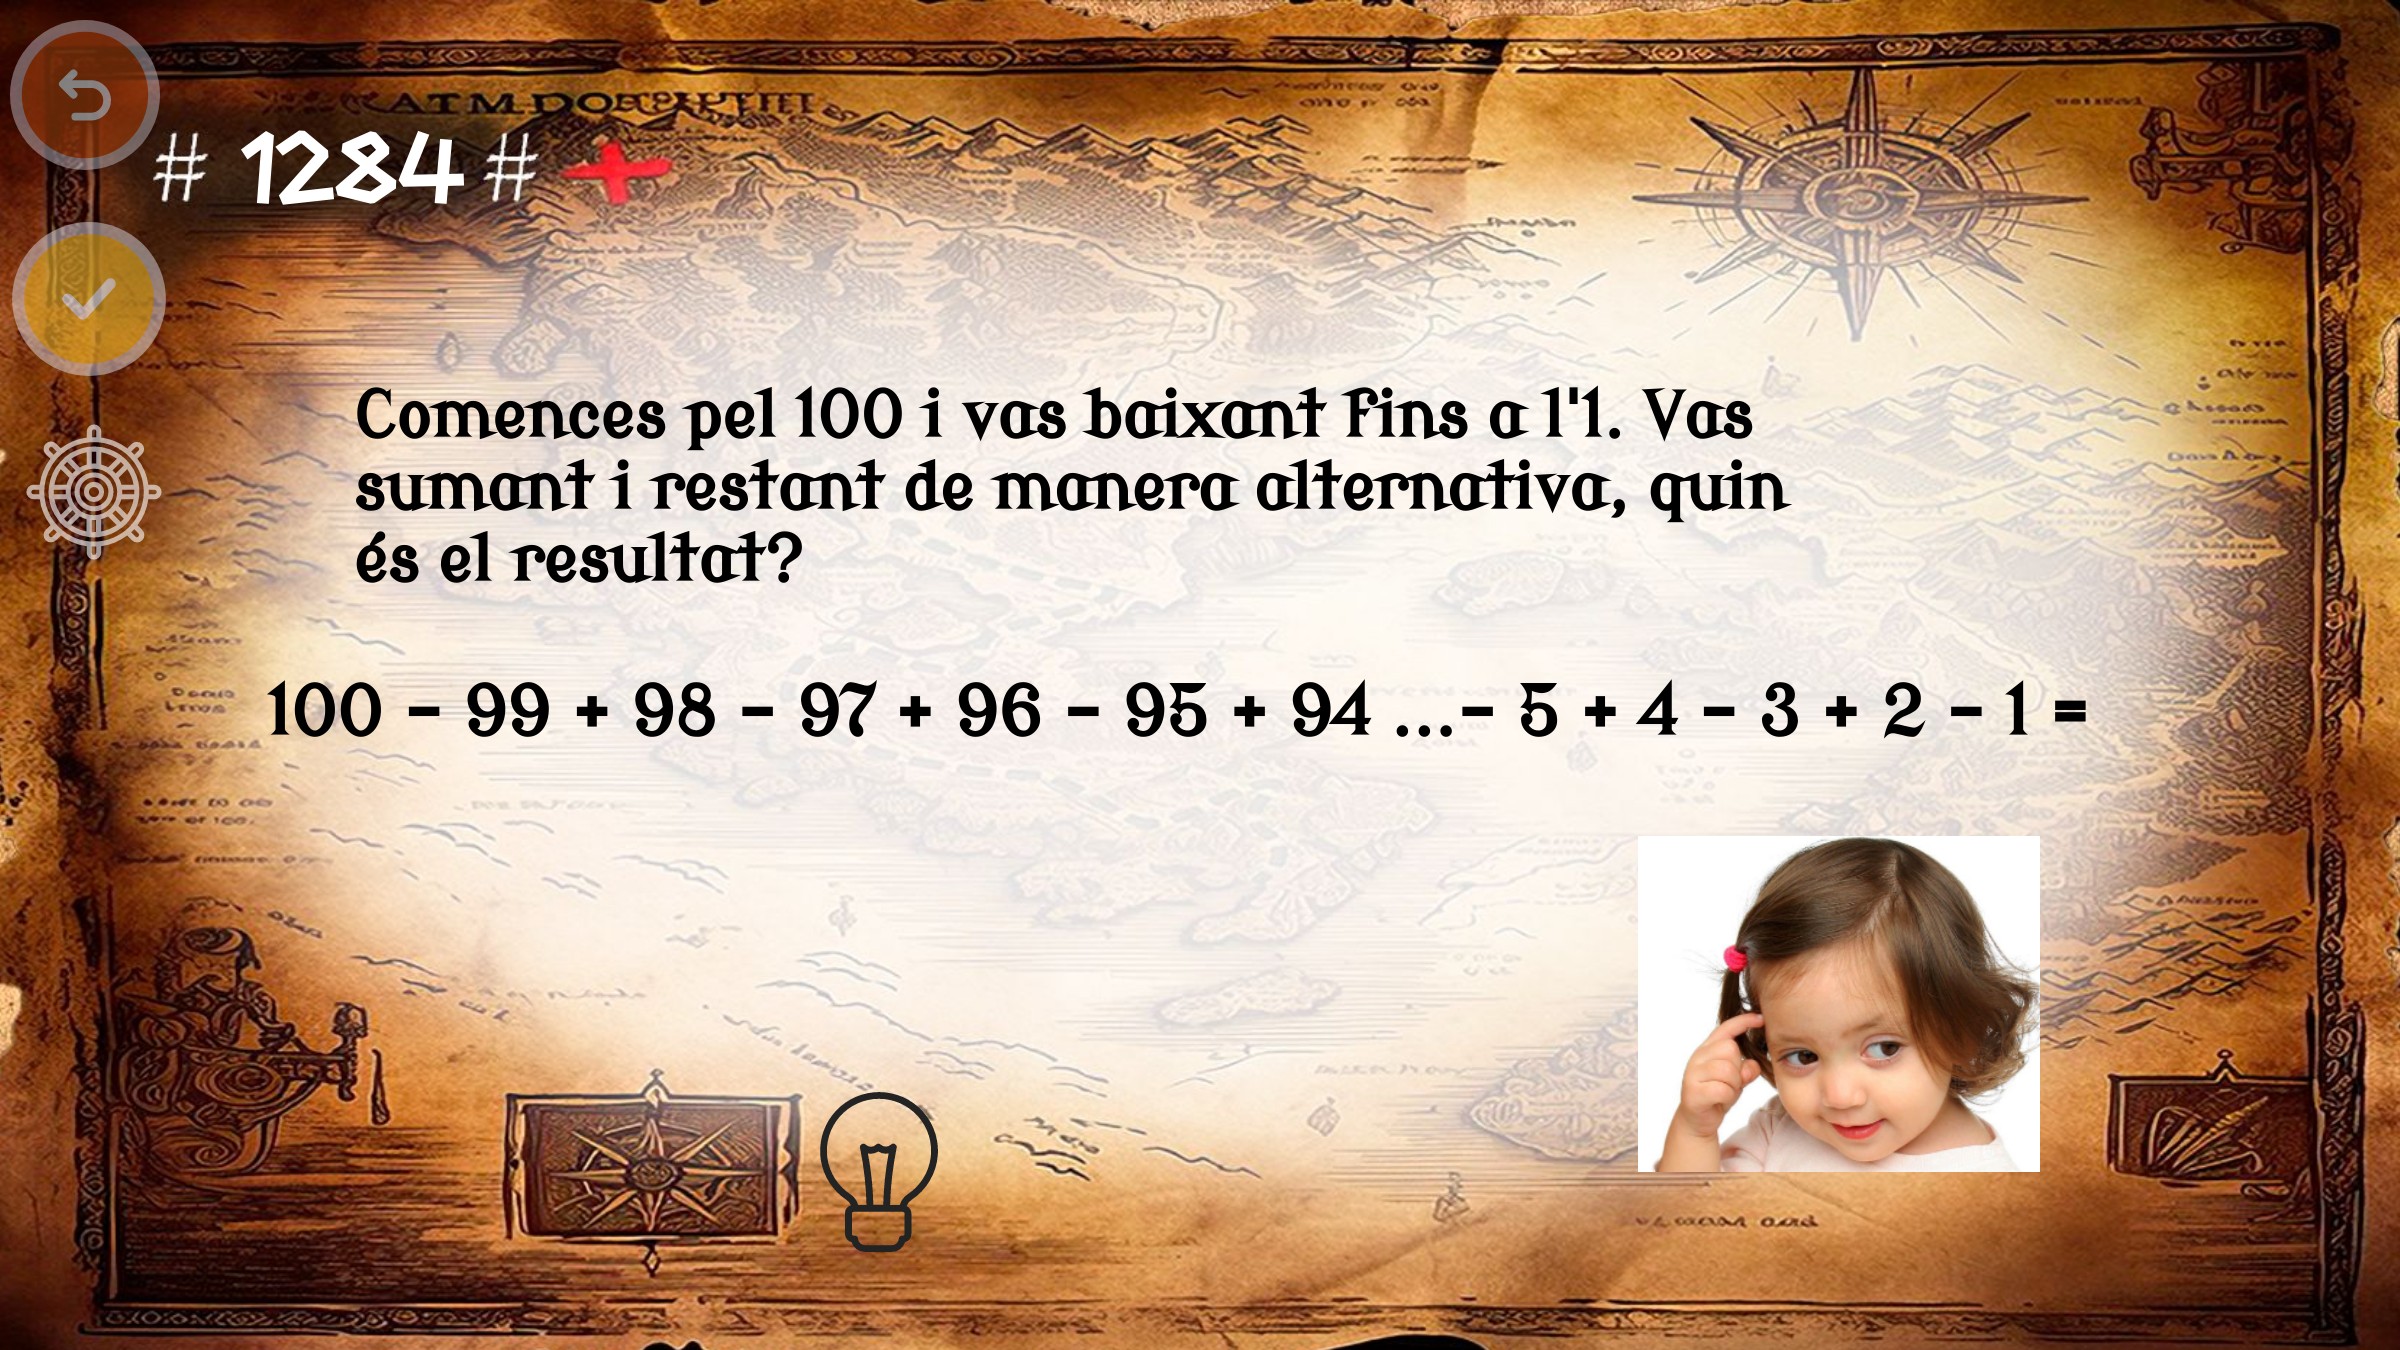 # 1284 #
Comences pel 100 i vas baixant fins a l'1. Vas
sumant i restant de manera alternativa, quin
és el resultat?
100 - 99 + 98 - 97 + 96 - 95 + 94 ...- 5 + 4 - 3 + 2 - 1 =